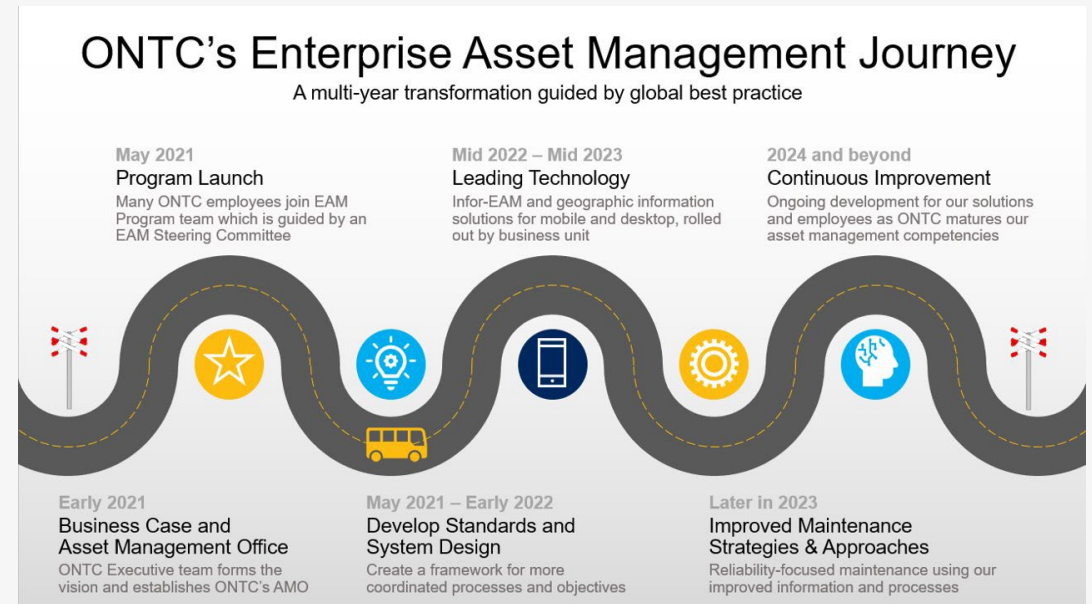 ONTC's Enterprise Asset Management Journey
A multi-year transformation guided by global best practice
May 2021
Program Launch
Many ONTC employees join EAM
Program team which is guided by an
EAM Steering Committee
Mid 2022 – Mid 2023
Leading Technology
Infor-EAM and geographic information
solutions for mobile and desktop, rolled
out by business unit
2024 and beyond
Continuous Improvement
Ongoing development for our solutions
and employees as ONTC matures our
asset management competencies
Early 2021
Business Case and
Asset Management Office
ONTC Executive team forms the
vision and establishes ONTC's AMO
May 2021 – Early 2022
Develop Standards and
System Design
Create a framework for more
coordinated processes and objectives
Later in 2023
Improved Maintenance
Strategies & Approaches
Reliability-focused maintenance using our
improved information and processes